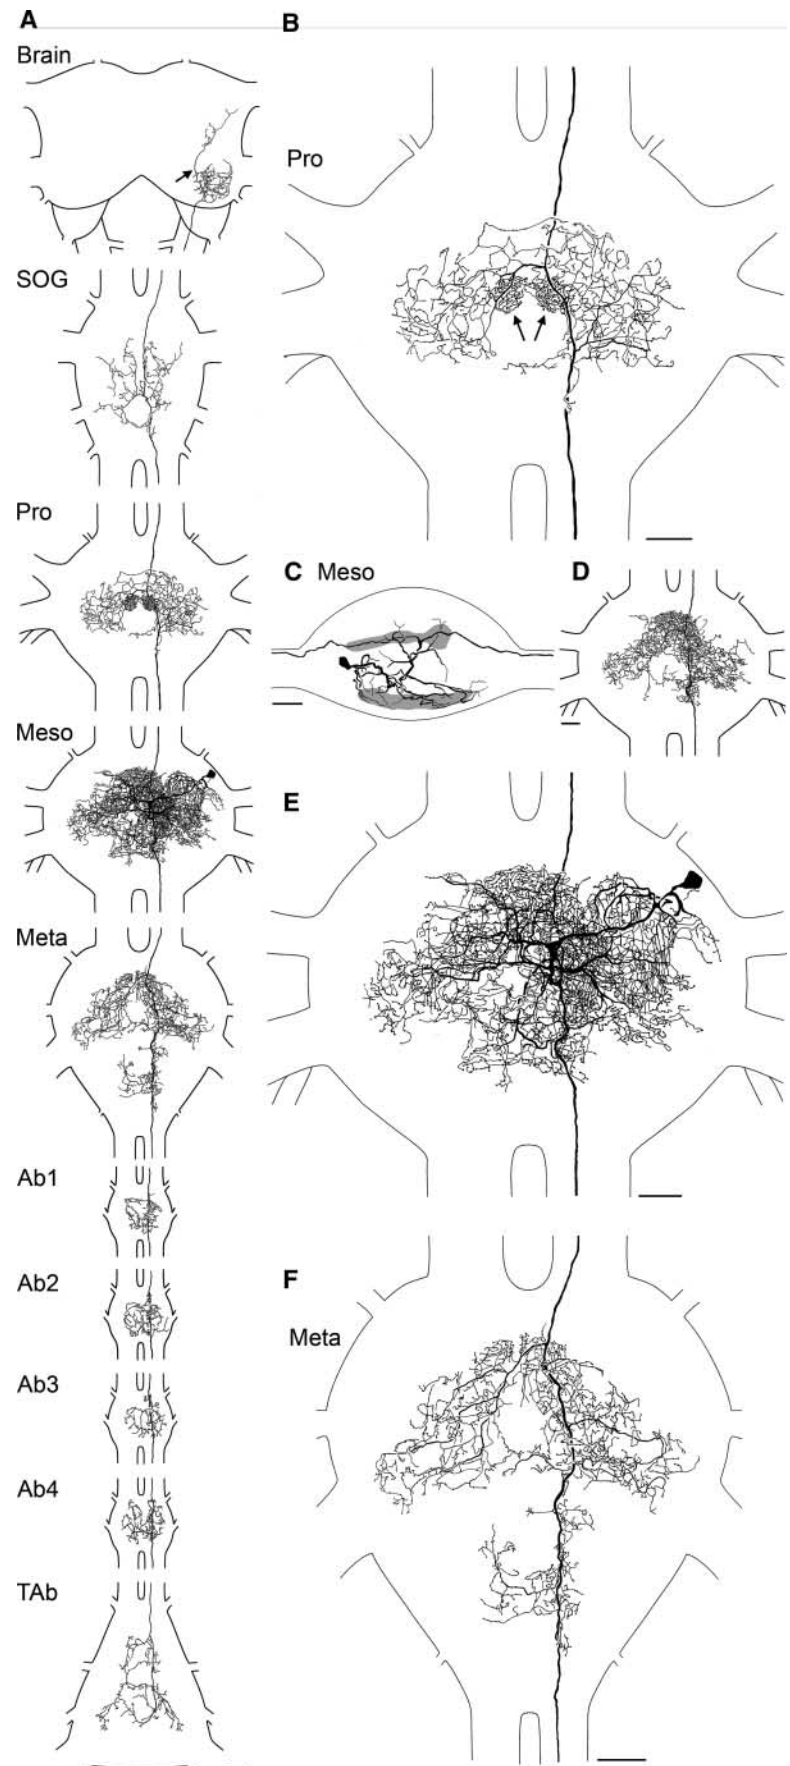 A
Brain
SOG
Pro
Meso
Meta
Ab1
Ab2
Ab3
Ab4
TAb
B
Pro
C Meso
D
E
F
Meta